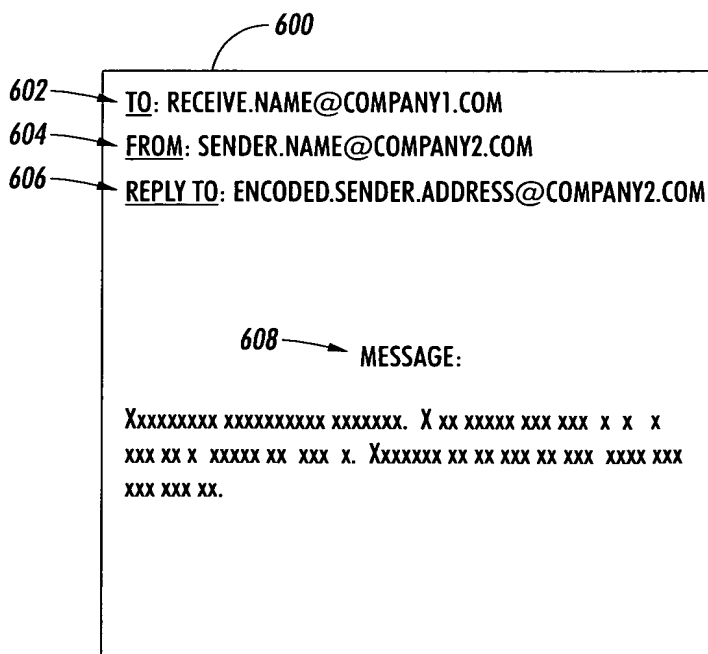 600
602 TO: RECEIVE.NAME@COMPANY1.COM
604 FROM: SENDER.NAME@COMPANY2.COM
606 REPLY TO: ENCODED.SENDER.ADDRESS@COMPANY2.COM
608 MESSAGE:
Xxxxxxxxx xxxxxxxxxx xxxxxxx. X xx xxxxx xxx xxx x x x
xxx xx x xxxxx xx xxx x. Xxxxxxx xx xx xxx xx xxx xxxx xxx
xxx xxx xx.